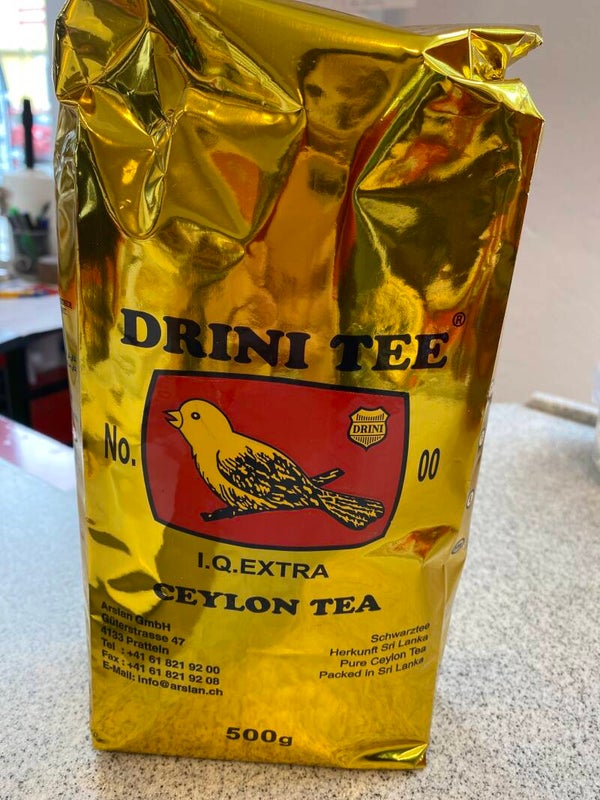 DRINI TEE®
DRINI
No.
00
I.Q.EXTRA
CEYLON TEA
Arslan GmbH
Güterstrasse 47
4133 Pratteln
Tel : +41 61 821 92 00
Fax : +41 61 821 92 08
E-Mail: info@arslan.ch
Schwarztee
Herkunft Sri Lanka
Pure Ceylon Tea
Packed in Sri Lanka
500g